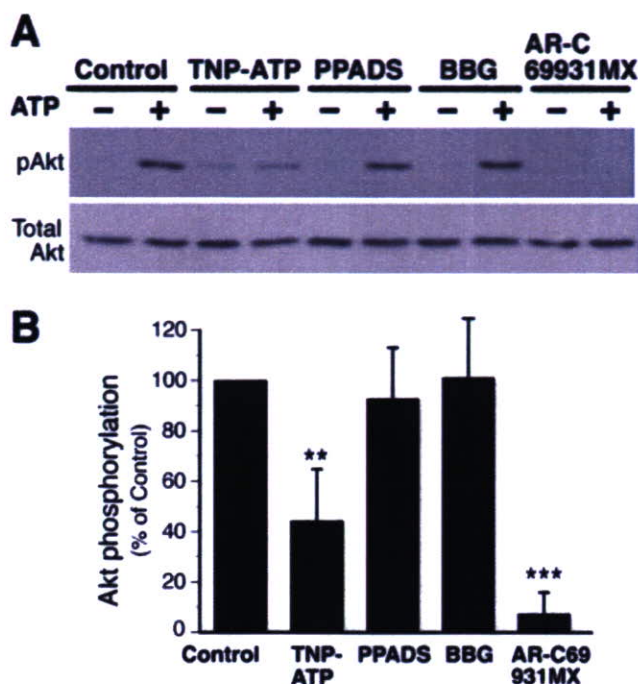 A
Control TNP-ATP PPADS BBG AR-C
69931MX
ATP - + - + - + - + - +
pAkt
Total
Akt
B
Akt phosphorylation
(% of Control)
120
100
80
60
40
20
0
**
***
Control TNP-
ATP PPADS BBG AR-C69
931MX